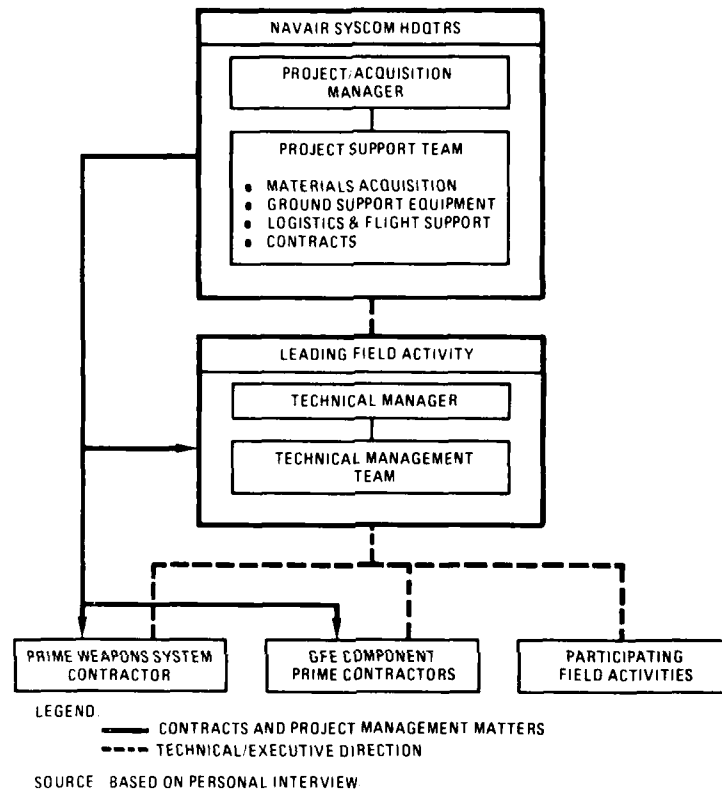 NAVAIR SYSCOM HDQTRS
PROJECT/ACQUISITION
MANAGER
PROJECT SUPPORT TEAM
• MATERIALS ACQUISITION
• GROUND SUPPORT EQUIPMENT
• LOGISTICS & FLIGHT SUPPORT
• CONTRACTS
LEADING FIELD ACTIVITY
TECHNICAL MANAGER
TECHNICAL MANAGEMENT
TEAM
PRIME WEAPONS SYSTEM
CONTRACTOR
GFE COMPONENT
PRIME CONTRACTORS
PARTICIPATING
FIELD ACTIVITIES
LEGEND.
CONTRACTS AND PROJECT MANAGEMENT MATTERS
TECHNICAL/EXECUTIVE DIRECTION
SOURCE BASED ON PERSONAL INTERVIEW